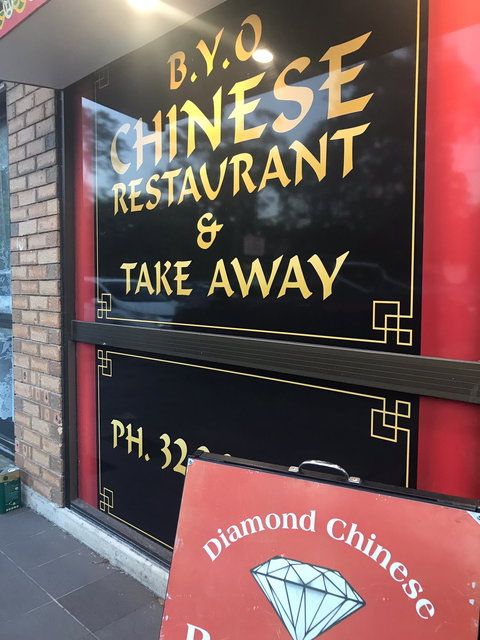 B.Y.O
CHINESE
RESTAURANT
&
TAKE AWAY
PH. 32
Diamond Chinese